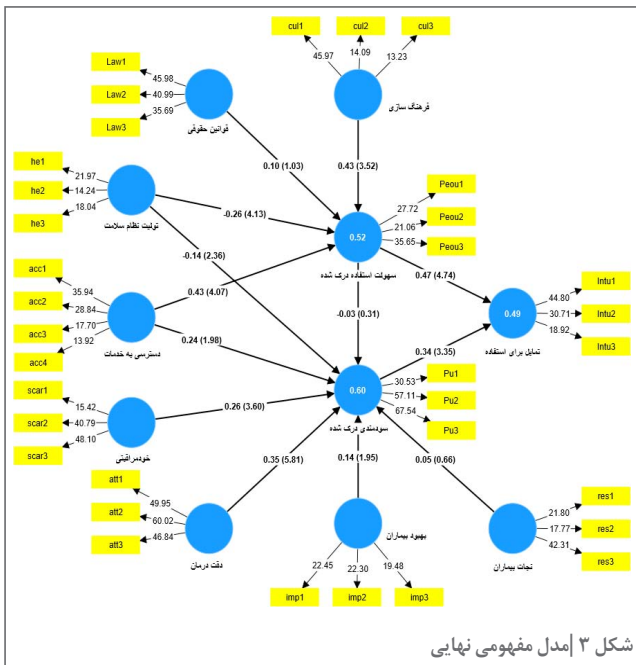 cul1 cul2 cul3
45.97 14.09 13.23
فرهنگ سازی
Law1
Law2
Law3
45.98
40.99
35.69
قوانین حقوقی
0.10 (1.03)
0.43 (3.52)
he1
he2
he3
21.97
14.24
18.04
تولیت نظام سلامت
-0.26 (4.13)
-0.14 (2.36)
Peou1
Peou2
Peou3
27.72
21.06
35.65
0.52
سهولت استفاده درک شده
0.47 (4.74)
-0.03 (0.31)
acc1
acc2
acc3
acc4
35.94
28.84
17.70
13.92
دسترسی به خدمات
0.43 (4.07)
0.24 (1.98)
Intu1
Intu2
Intu3
44.80
30.71
18.92
0.49
تمایل برای استفاده
0.34 (3.35)
Pu1
Pu2
Pu3
30.53
57.11
67.54
0.60
سودمندی درک شده
scar1
scar2
scar3
15.42
40.79
48.10
خودمراقبتی
0.26 (3.60)
att1
att2
att3
49.95
60.02
46.84
دقت درمان
0.35 (5.81)
0.14 (1.95)
0.05 (0.66)
بهبود بیماران
22.45 22.30 19.48
imp1 imp2 imp3
res1
res2
res3
21.80
17.77
42.31
نجات بیماران
شکل ۳ |مدل مفهومی نهایی